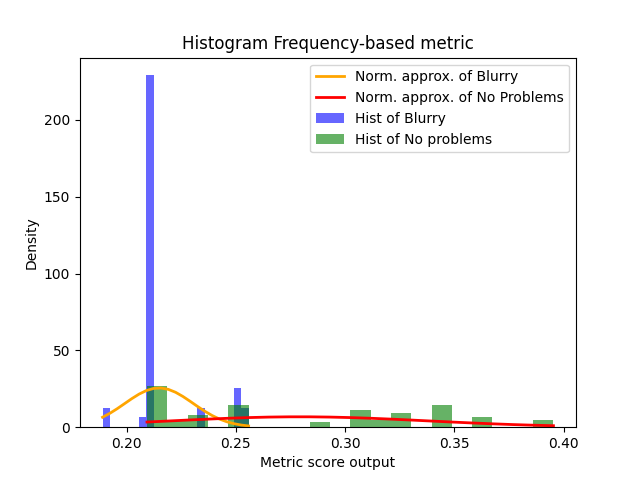 Histogram Frequency-based metric
Norm. approx. of Blurry
Norm. approx. of No Problems
Hist of Blurry
Hist of No problems
200
150
100
50
0
Density
0.20
0.25
0.30
0.35
0.40
Metric score output